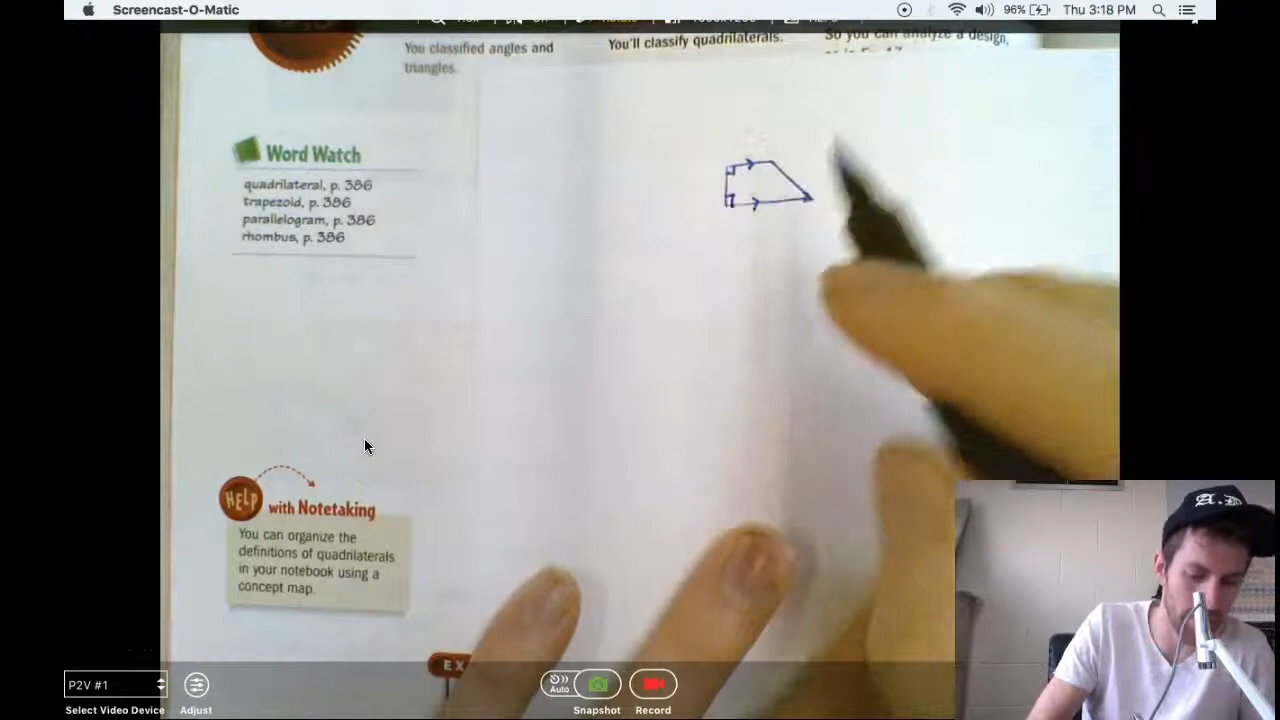 Screencast-O-Matic
96%
Thu 3:18 PM
You classified angles and
triangles.
You'll classify quadrilaterals.
So you can analyze a design,
Word Watch
quadrilateral, p. 386
trapezoid, p. 386
parallelogram, p. 386
rhombus, p. 386
HELP with Notetaking
You can organize the
definitions of quadrilaterals
in your notebook using a
concept map.
EX
A.D
P2V #1
Auto
Select Video Device
Adjust
Snapshot
Record